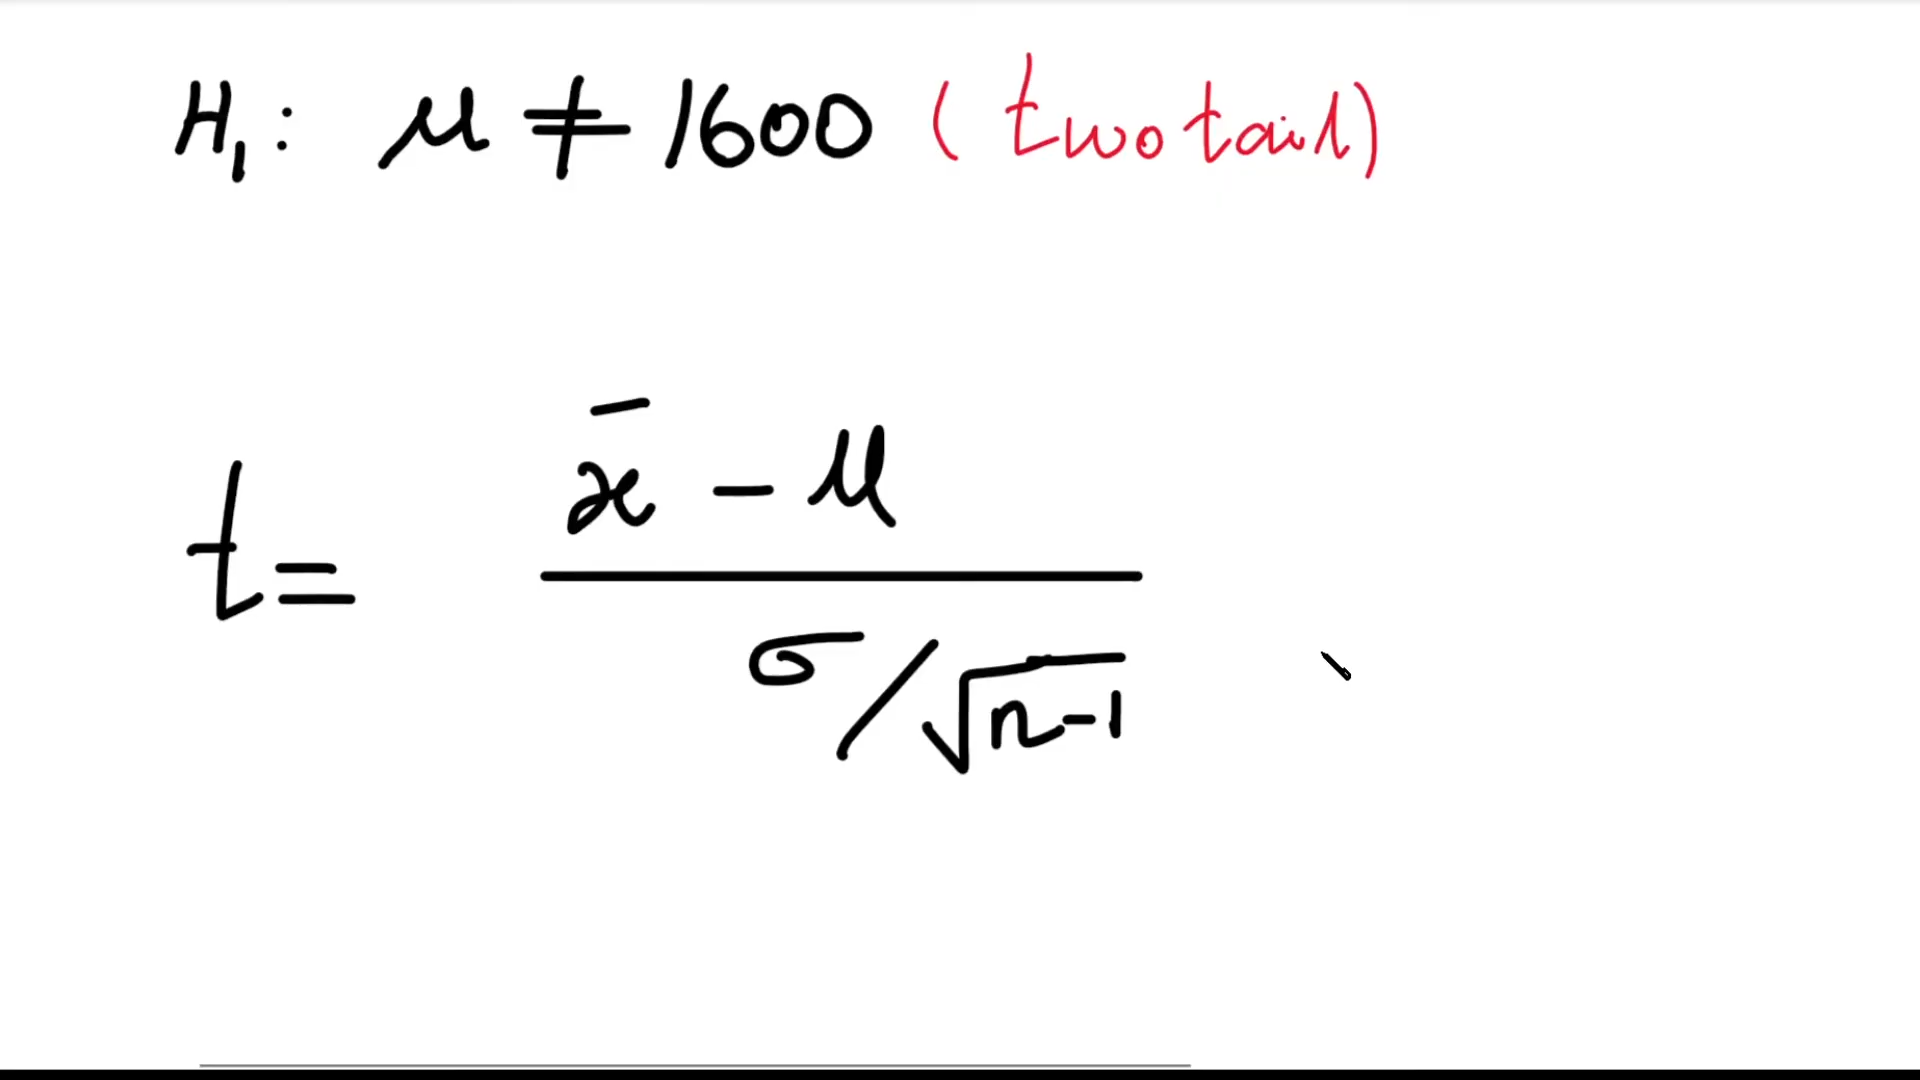 H₁: μ ≠ 1600 (two tail)
t = x̄ - μ / σ/√n-1